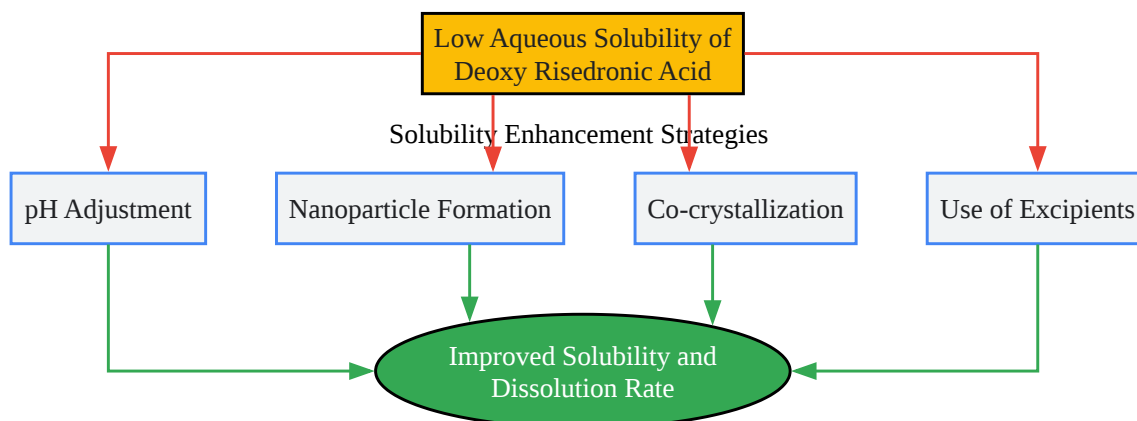 Low Aqueous Solubility of
Deoxy Risedronic Acid
Solubility Enhancement Strategies
pH Adjustment
Nanoparticle Formation
Co-crystallization
Use of Excipients
Improved Solubility and
Dissolution Rate